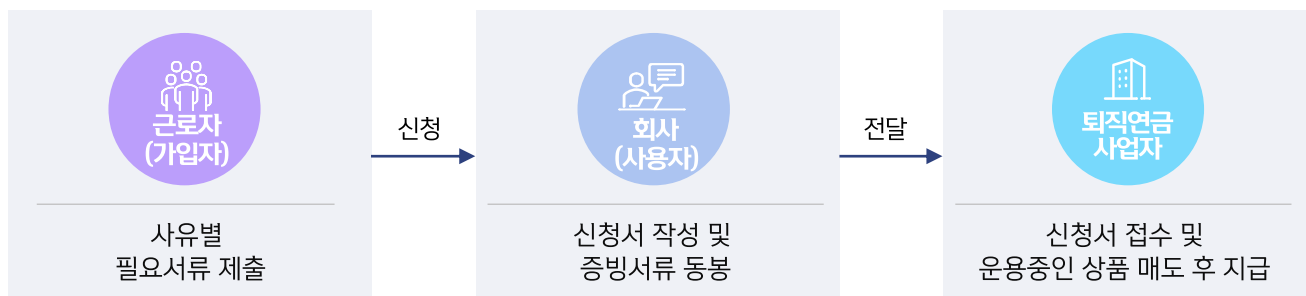 근로자
(가입자)
사유별
필요서류 제출
신청
회사
(사용자)
신청서 작성 및
증빙서류 동봉
전달
퇴직연금
사업자
신청서 접수 및
운용중인 상품 매도 후 지급